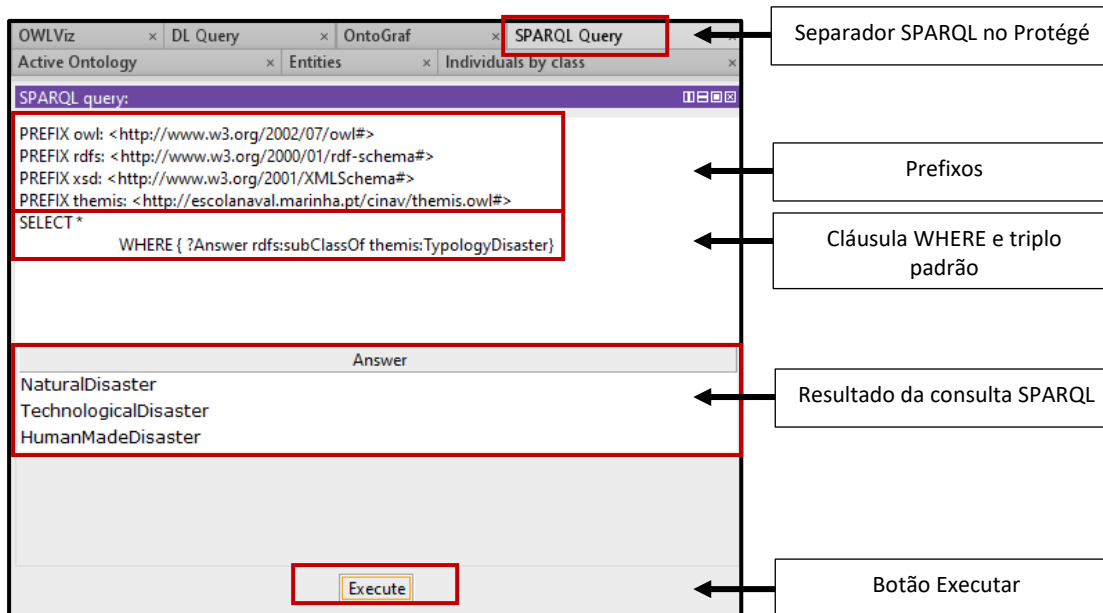 OWLViz × DL Query × OntoGraf × SPARQL Query ×
Separador SPARQL no Protégé
Active Ontology × Entities × Individuals by class ×
SPARQL query:
PREFIX owl: <http://www.w3.org/2002/07/owl#>
PREFIX rdfs: <http://www.w3.org/2000/01/rdf-schema#>
PREFIX xsd: <http://www.w3.org/2001/XMLSchema#>
PREFIX themis: <http://escolanaval.marinha.pt/cinav/themis.owl#>
Prefixos
SELECT *
WHERE { ?Answer rdfs:subClassOf themis:TypologyDisaster}
Cláusula WHERE e triplo
padrão
Answer
NaturalDisaster
TechnologicalDisaster
HumanMadeDisaster
Resultado da consulta SPARQL
Execute
Botão Executar